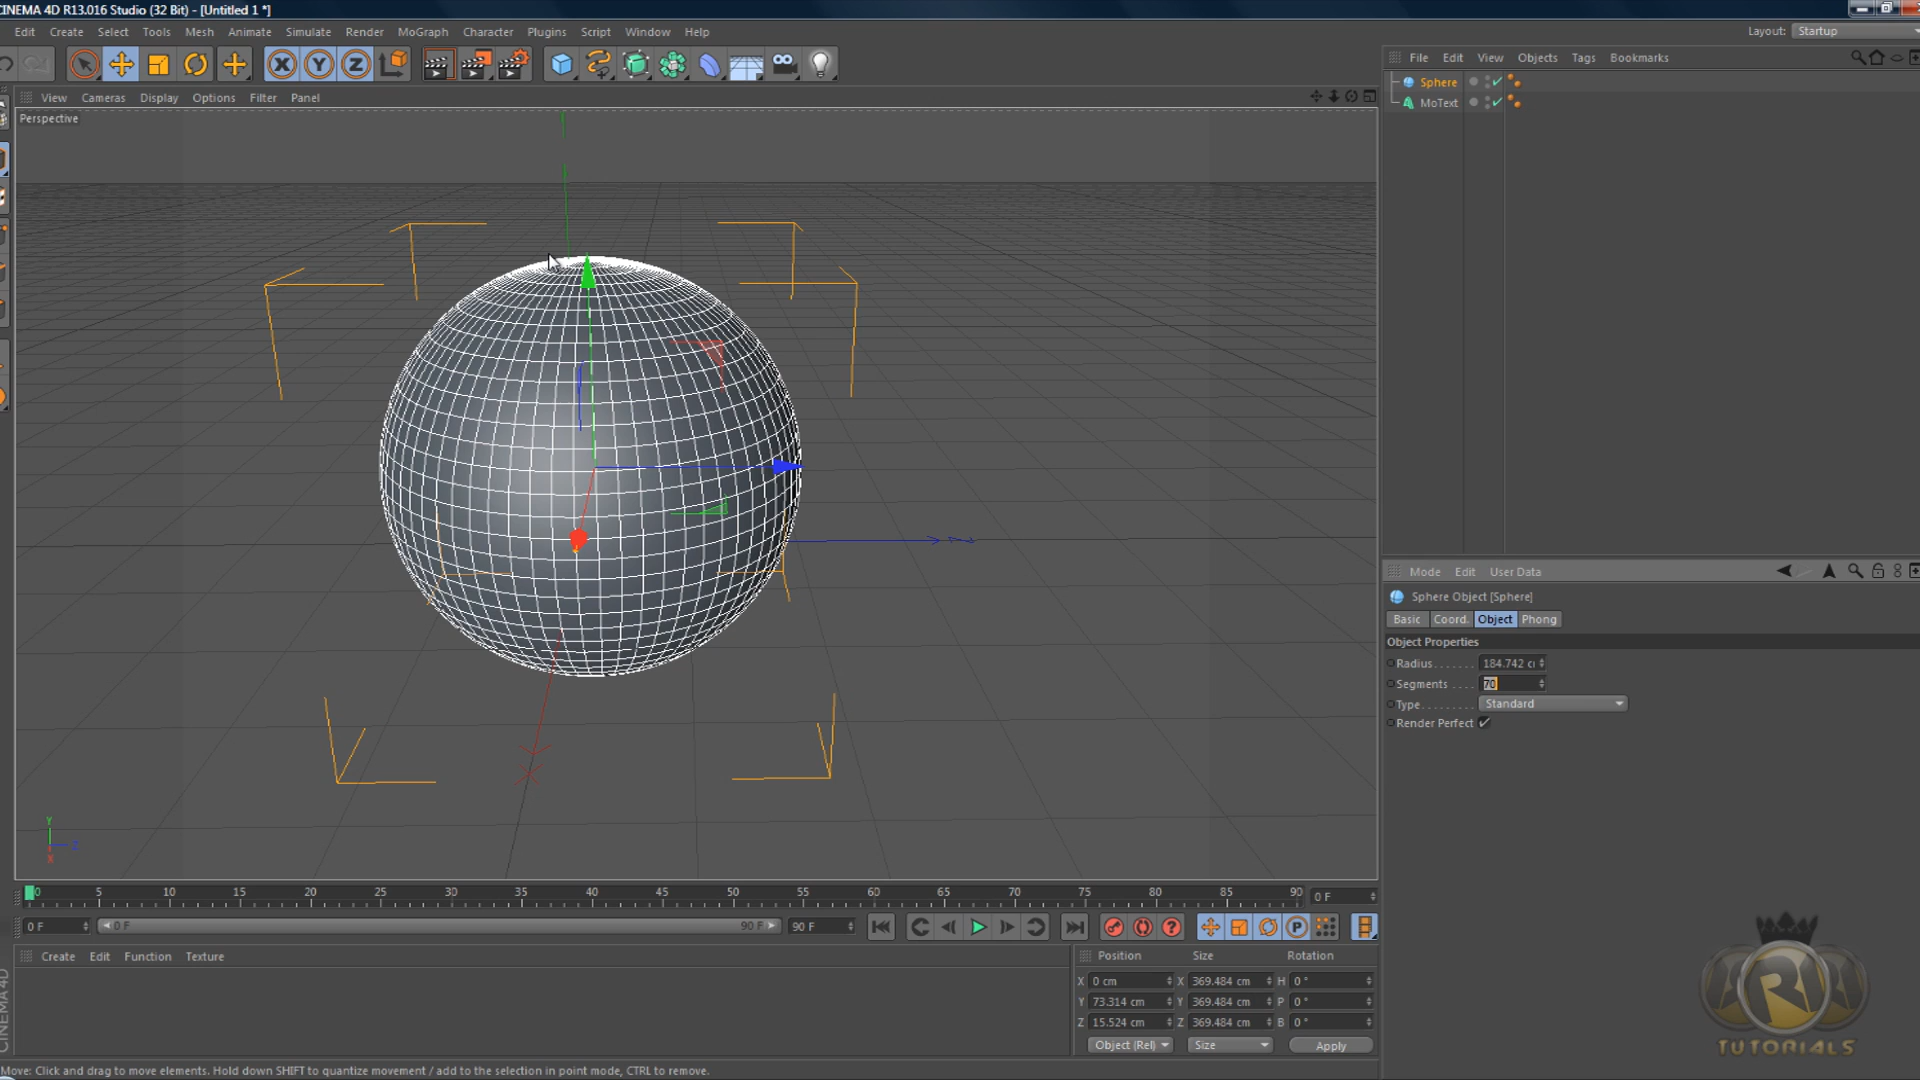 CINEMA 4D R13.016 Studio (32 Bit) - [Untitled 1 *]
Edit Create Select Tools Mesh Animate Simulate Render MoGraph Character Plugins Script Window Help
Layout: Startup
X Y Z
File Edit View Objects Tags Bookmarks
View Cameras Display Options Filter Panel
Perspective
Sphere
MoText
Mode Edit User Data
Sphere Object [Sphere]
Basic Coord. Object Phong
Object Properties
Radius....... 184.742 c
Segments .... 70
Type......... Standard
Render Perfect
Y
Z
X
0 5 10 15 20 25 30 35 40 45 50 55 60 65 70 75 80 85 90 0 F
0 F 0 F 90 F 90 F P
Create Edit Function Texture
Position Size Rotation
X 0 cm X 369.484 cm H 0 °
Y 73.314 cm Y 369.484 cm P 0 °
Z 15.524 cm Z 369.484 cm B 0 °
Object (Rel) Size Apply
CINEMA 4D
R
TUTORIALS
Move: Click and drag to move elements. Hold down SHIFT to quantize movement / add to the selection in point mode, CTRL to remove.